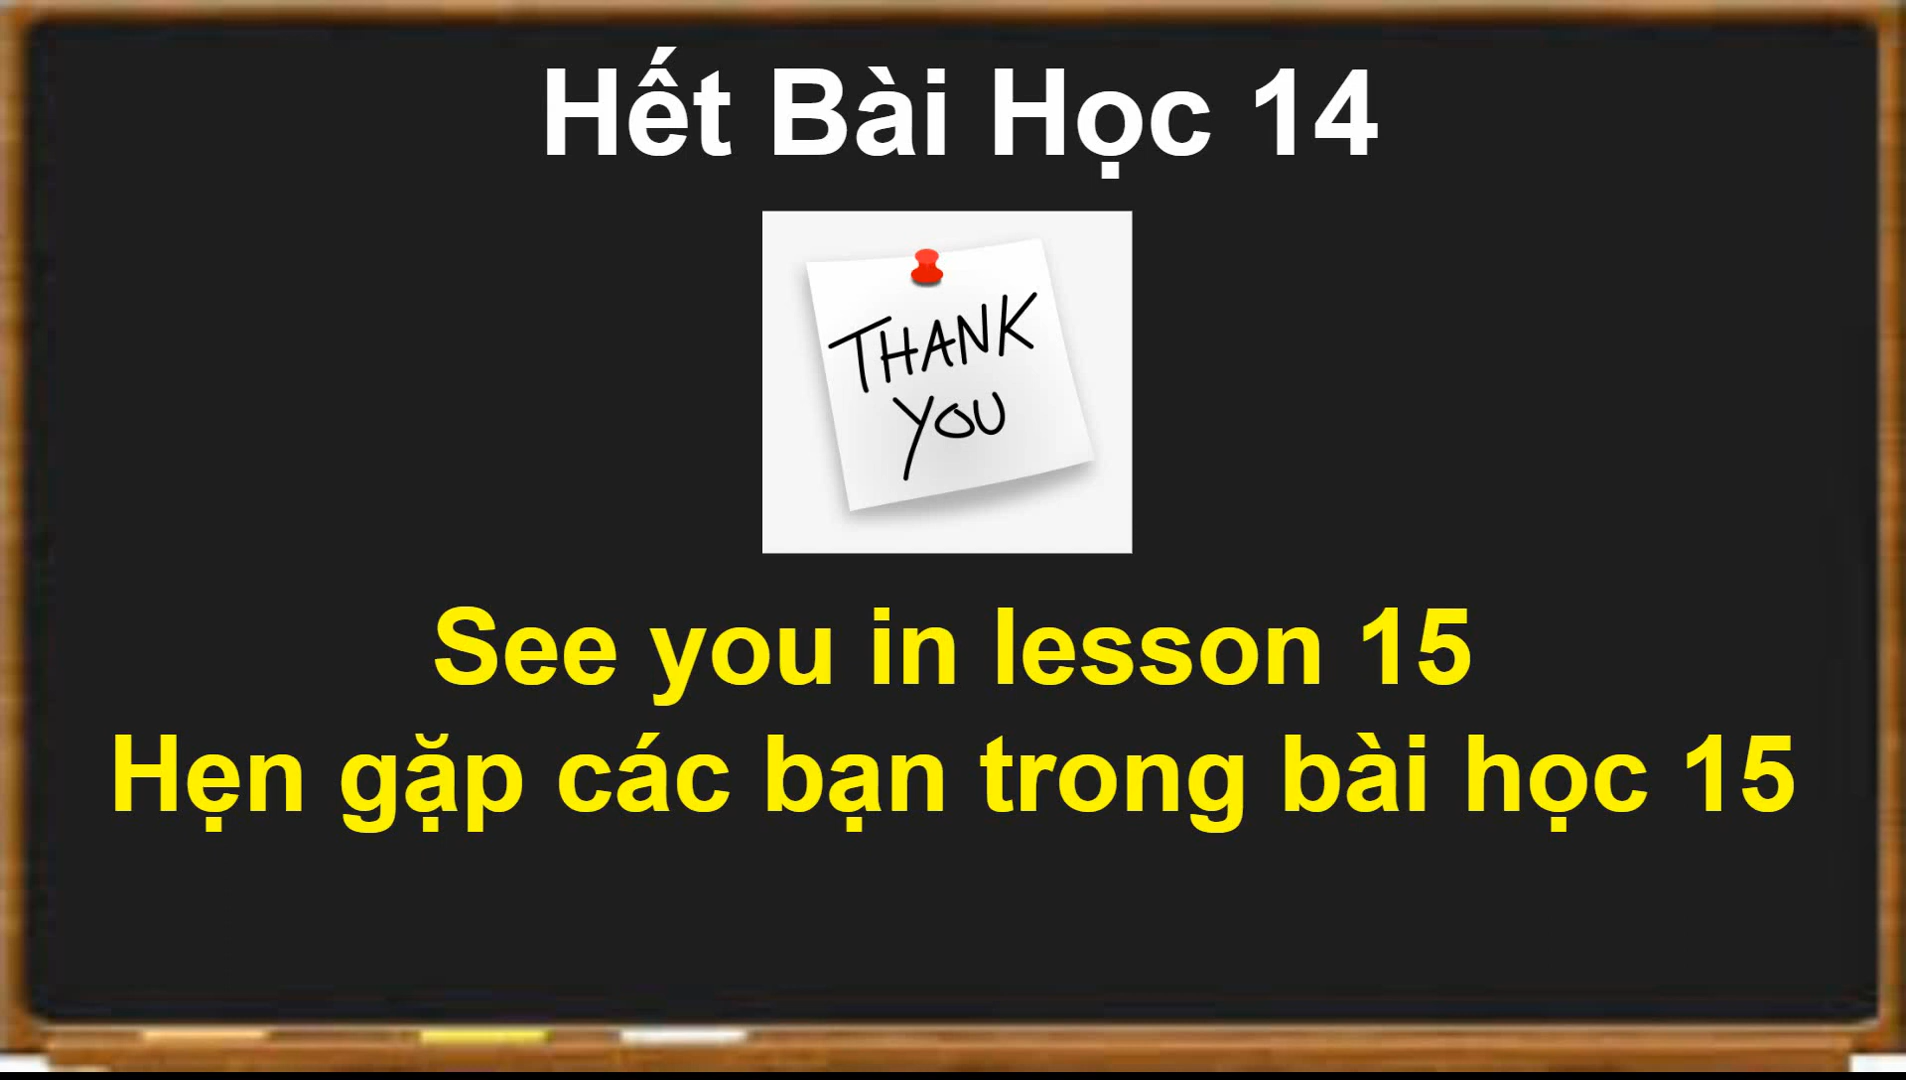 Hết Bài Học 14
THANK
YOU
See you in lesson 15
Hẹn gặp các bạn trong bài học 15